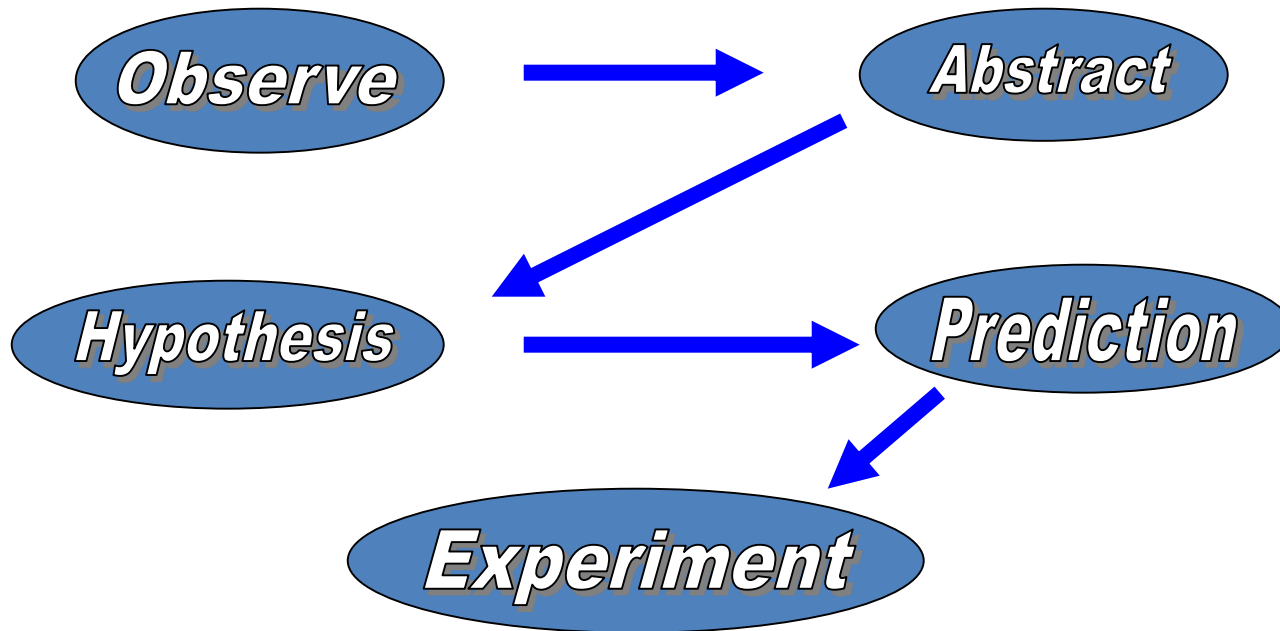 Observe
Abstract
Hypothesis
Prediction
Experiment